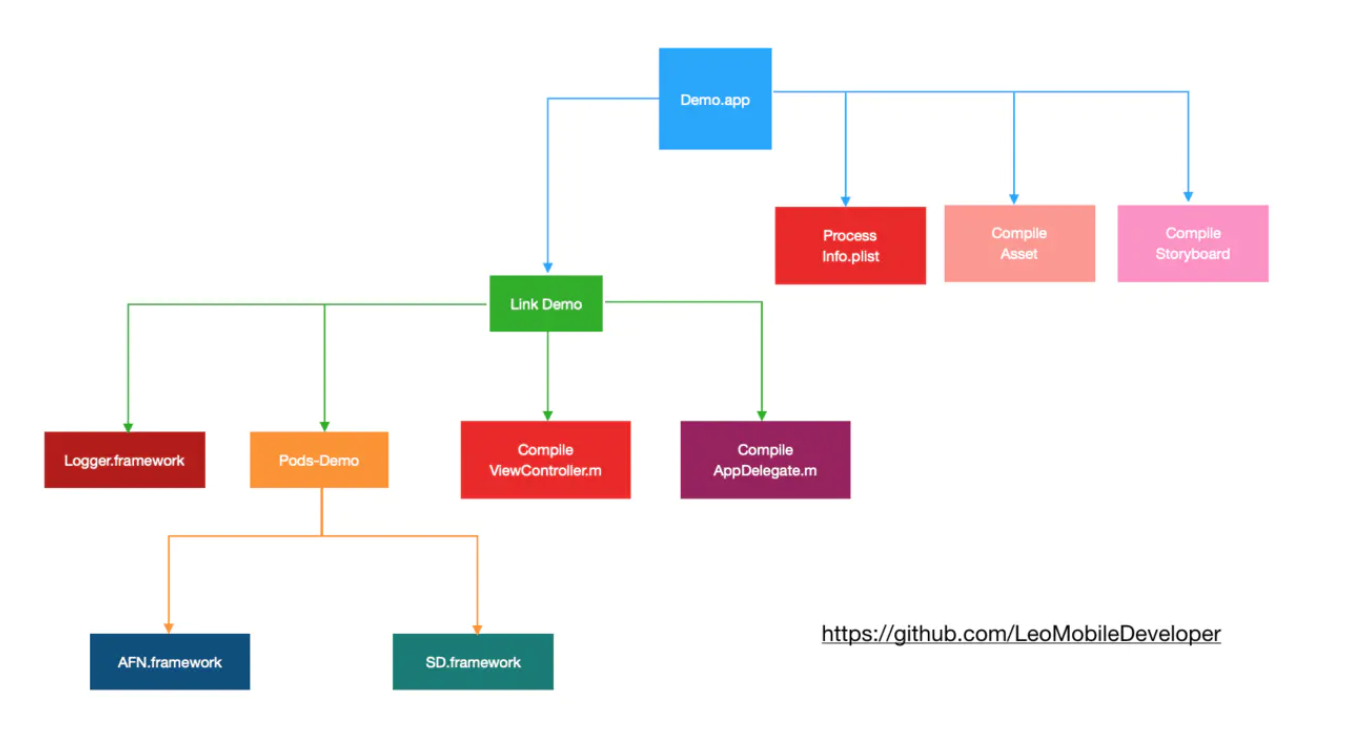 Demo.app
Process
Info.plist
Compile
Asset
Compile
Storyboard
Link Demo
Logger.framework
Pods-Demo
Compile
ViewController.m
Compile
AppDelegate.m
AFN.framework
SD.framework
https://github.com/LeoMobileDeveloper